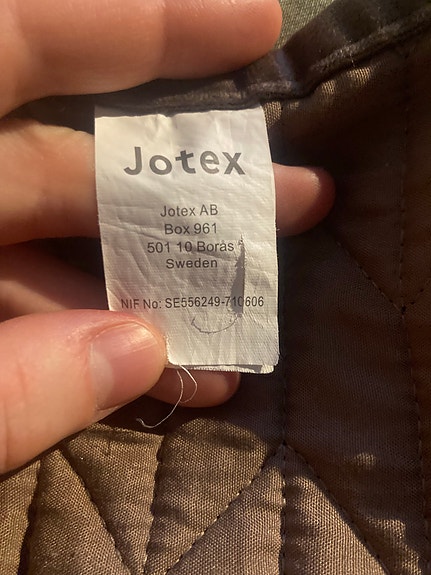 Jotex
Jotex AB
Box 961
501 10 Borås
Sweden
NIF No: SE556249-710606